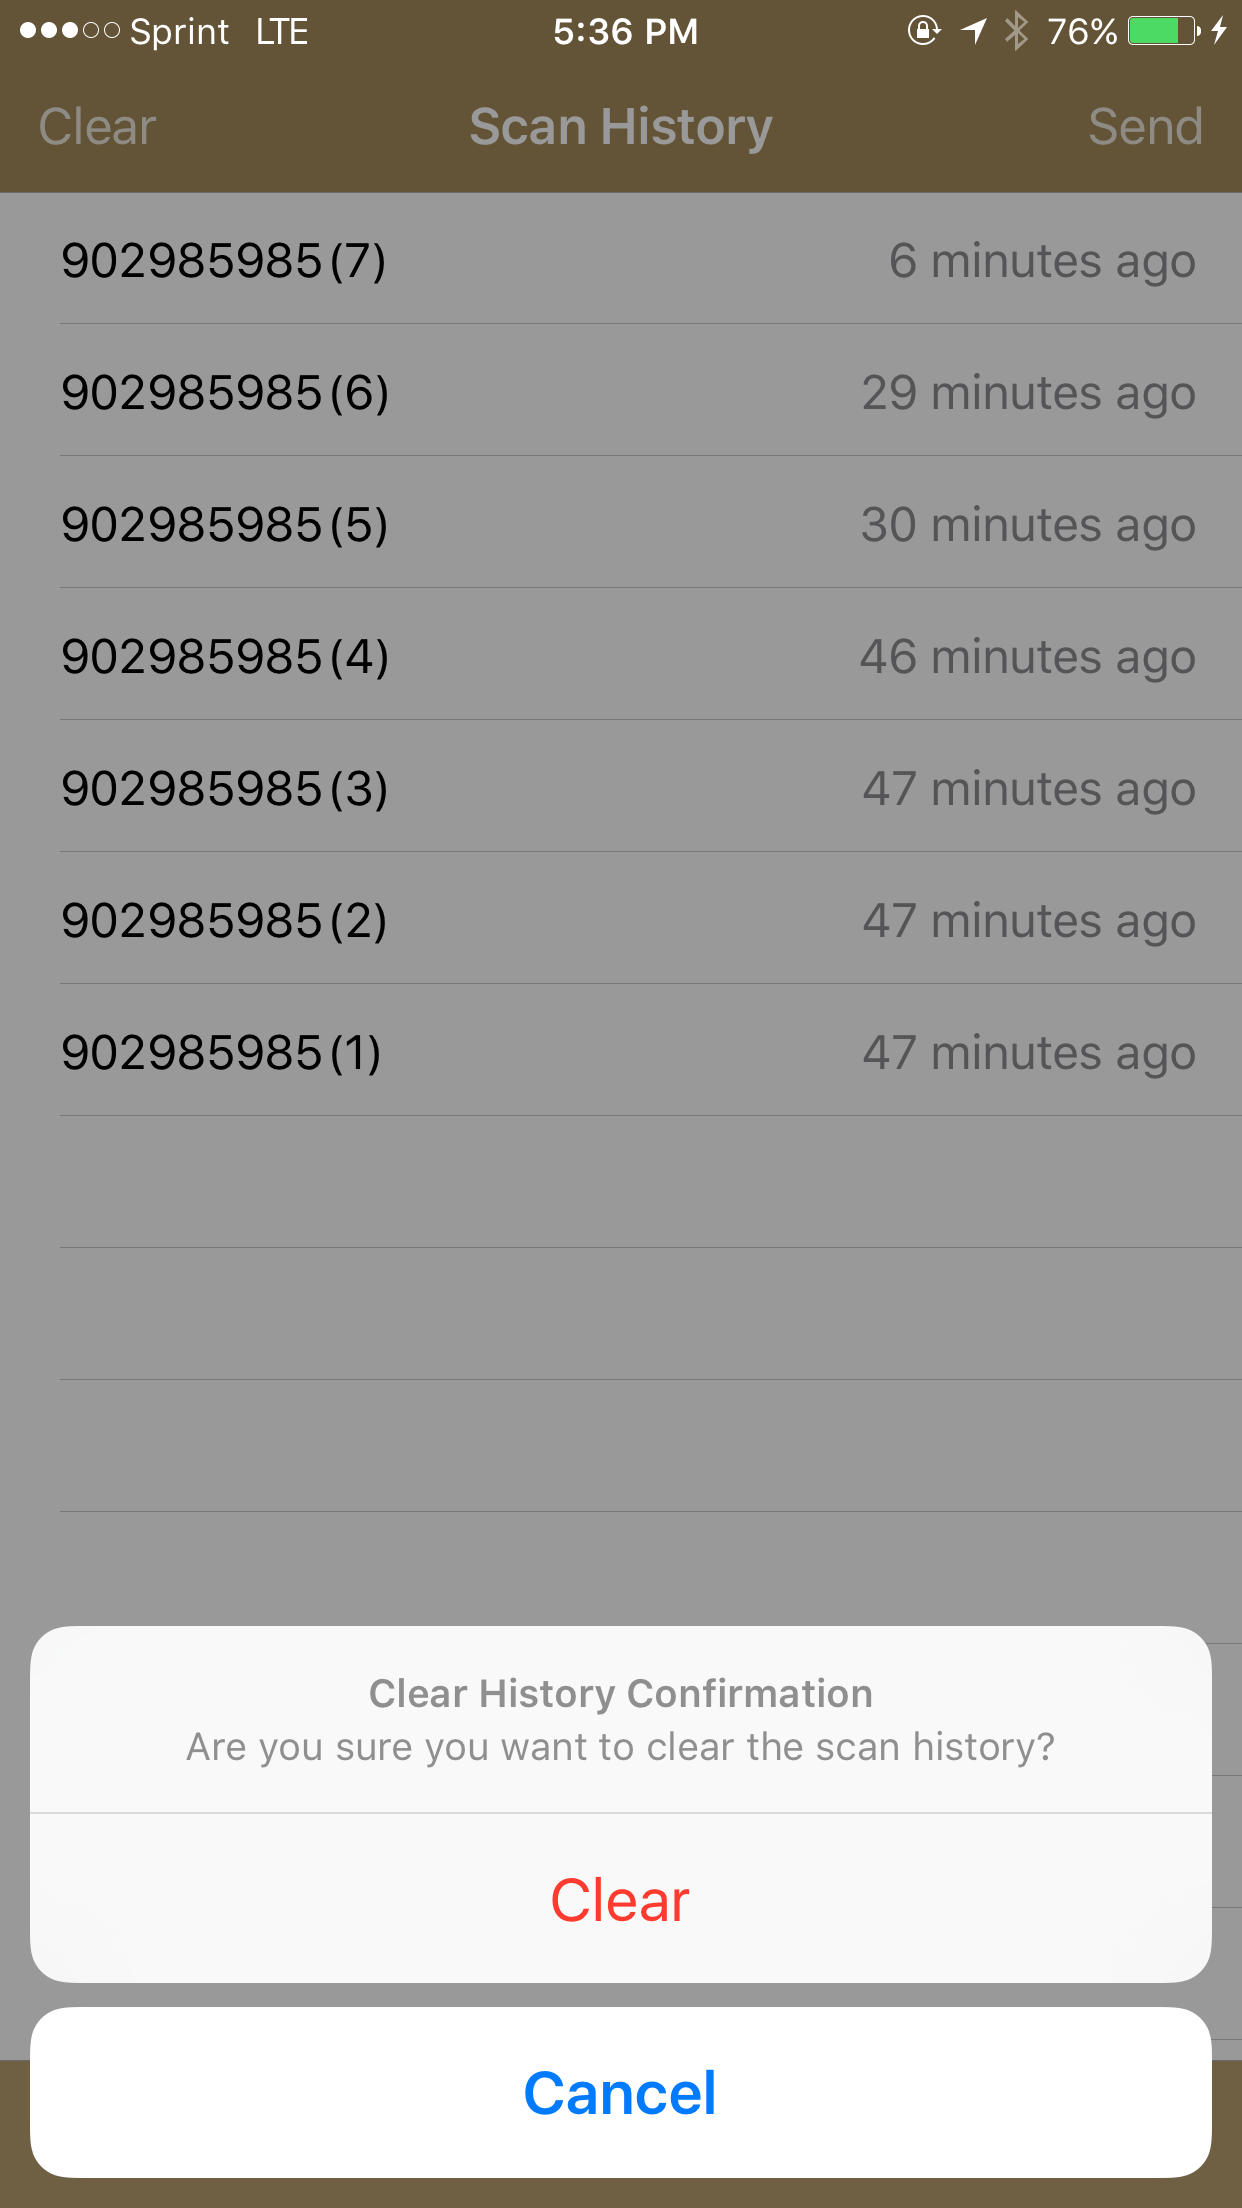 Sprint LTE 5:36 PM 76%
Clear Scan History Send
902985985(7) 6 minutes ago
902985985(6) 29 minutes ago
902985985(5) 30 minutes ago
902985985(4) 46 minutes ago
902985985(3) 47 minutes ago
902985985(2) 47 minutes ago
902985985(1) 47 minutes ago
Clear History Confirmation
Are you sure you want to clear the scan history?
Clear
Cancel